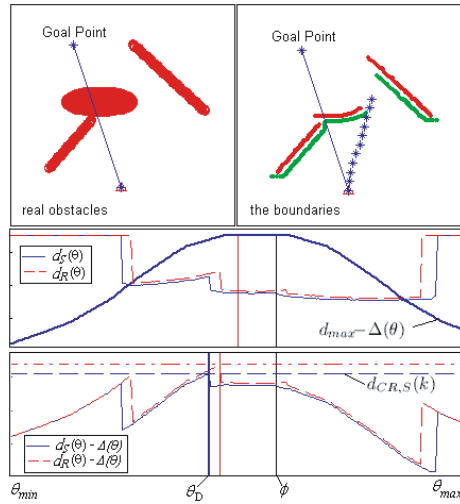 Goal Point
real obstacles
Goal Point
the boundaries
d_S(θ)
d_R(θ)
d_max − Δ(θ)
d_CR,S(k)
d_S(θ) - Δ(θ)
d_R(θ) - Δ(θ)
θ_min θ_D ϕ θ_max